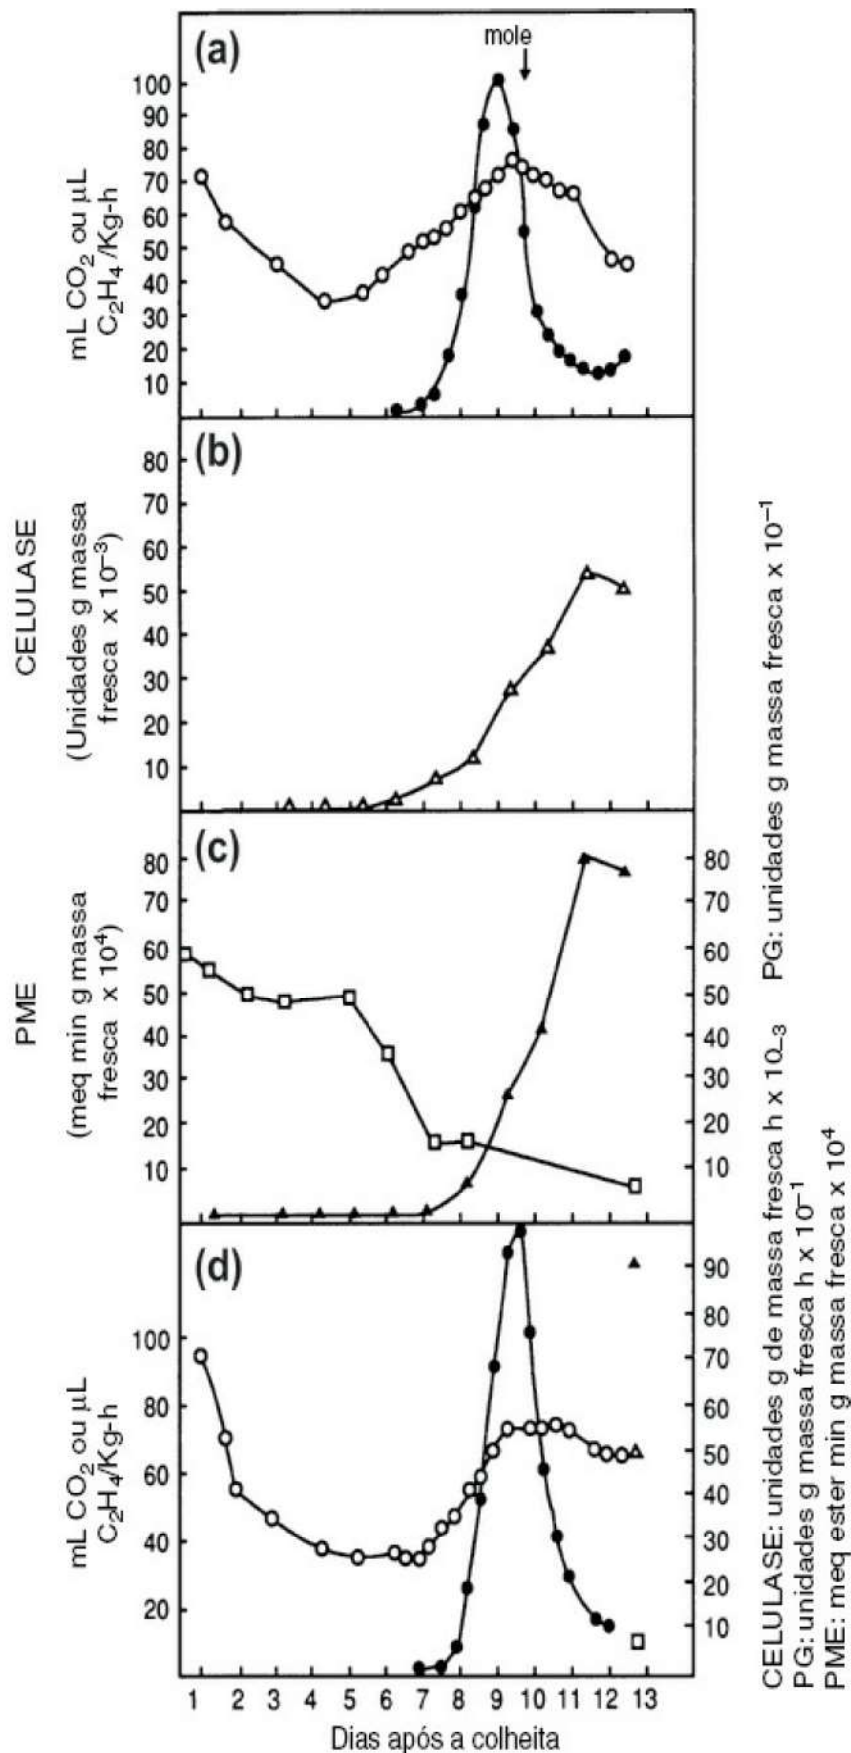 (a)
mole
100
90
80
70
60
50
40
30
20
10
mL CO₂ ou µL
C₂H₄/Kg-h
(b)
80
70
60
50
40
30
20
10
CELULASE
(Unidades g massa
fresca x 10⁻³)
(c)
80
70
60
50
40
30
20
10
PME
(meq min g massa
fresca x 10⁴)
80
70
60
50
40
30
20
10
PG: unidades g massa fresca x 10⁻¹
(d)
100
80
60
40
20
mL CO₂ ou µL
C₂H₄/Kg-h
90
80
70
60
50
40
30
20
10
CELULASE: unidades g de massa fresca h x 10₋₃
PG: unidades g massa fresca h x 10⁻¹
PME: meq ester min g massa fresca x 10⁴
1 2 3 4 5 6 7 8 9 10 11 12 13
Dias após a colheita